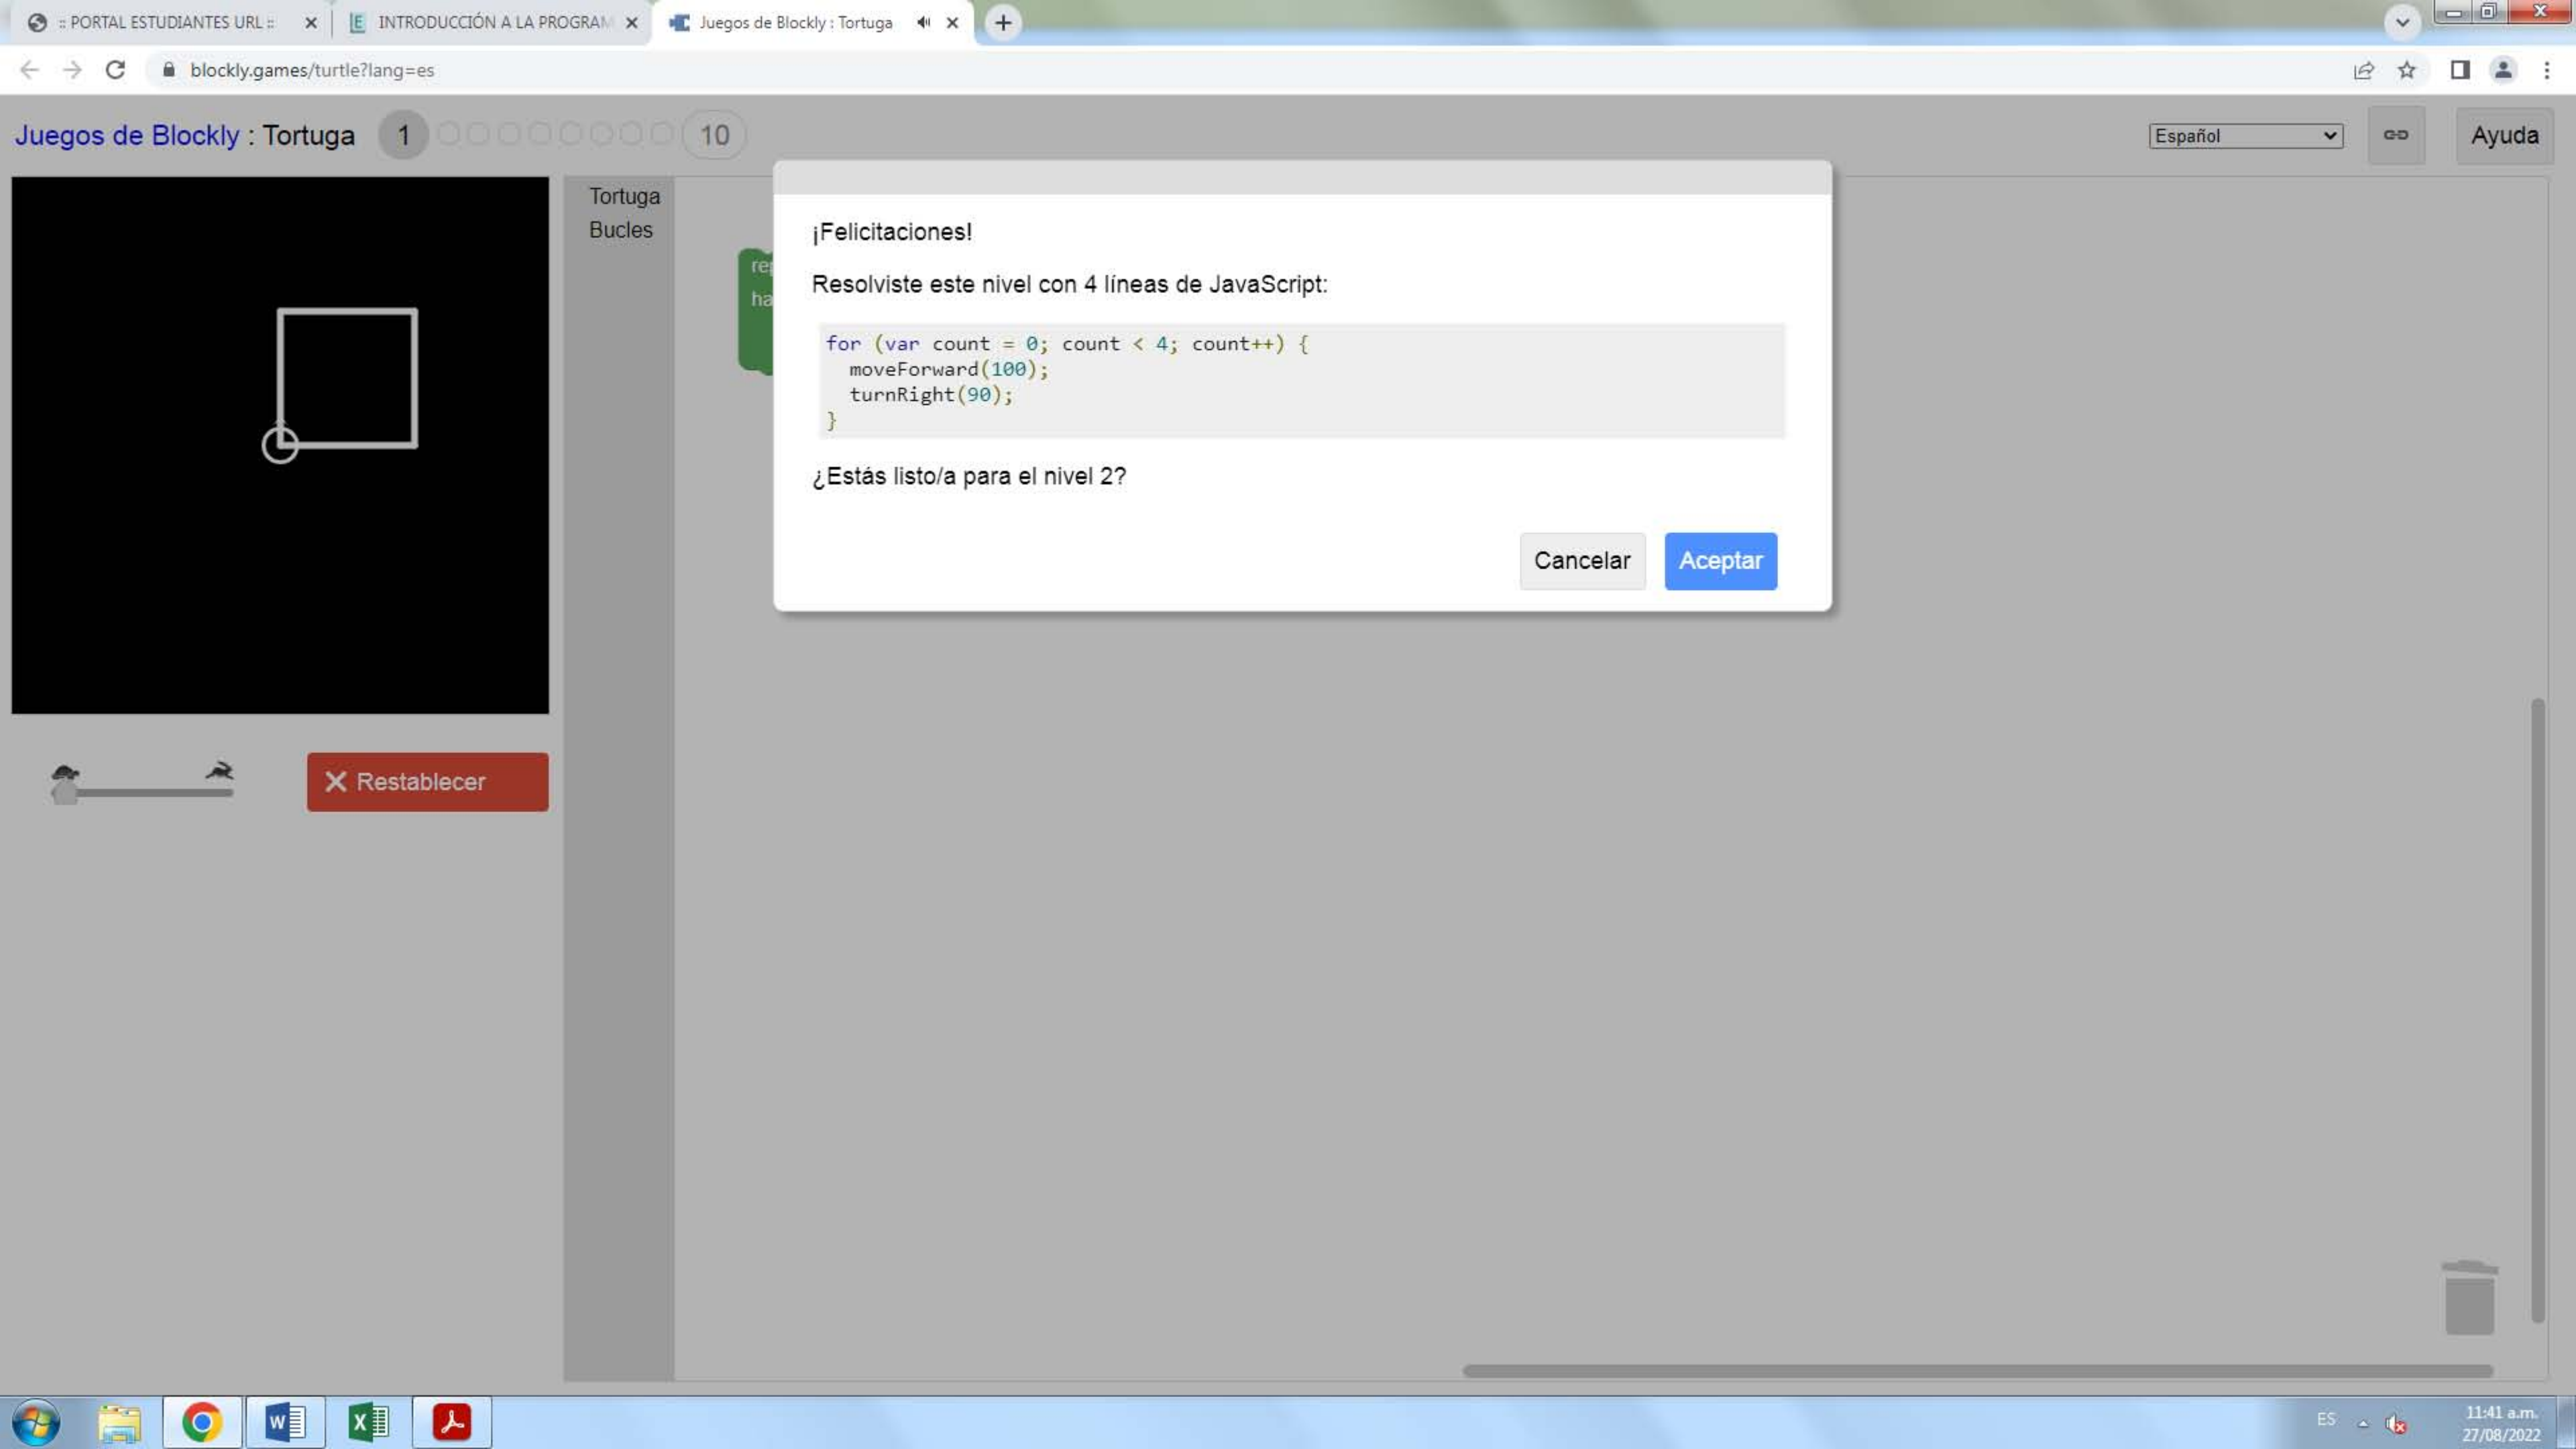 :: PORTAL ESTUDIANTES URL ::
INTRODUCCIÓN A LA PROGRAM
Juegos de Blockly : Tortuga
blockly.games/turtle?lang=es
Juegos de Blockly : Tortuga 1 10
Español
Ayuda
Tortuga
Bucles
re
ha
¡Felicitaciones!
Resolviste este nivel con 4 líneas de JavaScript:
for (var count = 0; count < 4; count++) {
moveForward(100);
turnRight(90);
}
¿Estás listo/a para el nivel 2?
Cancelar
Aceptar
Restablecer
ES
11:41 a.m.
27/08/2022